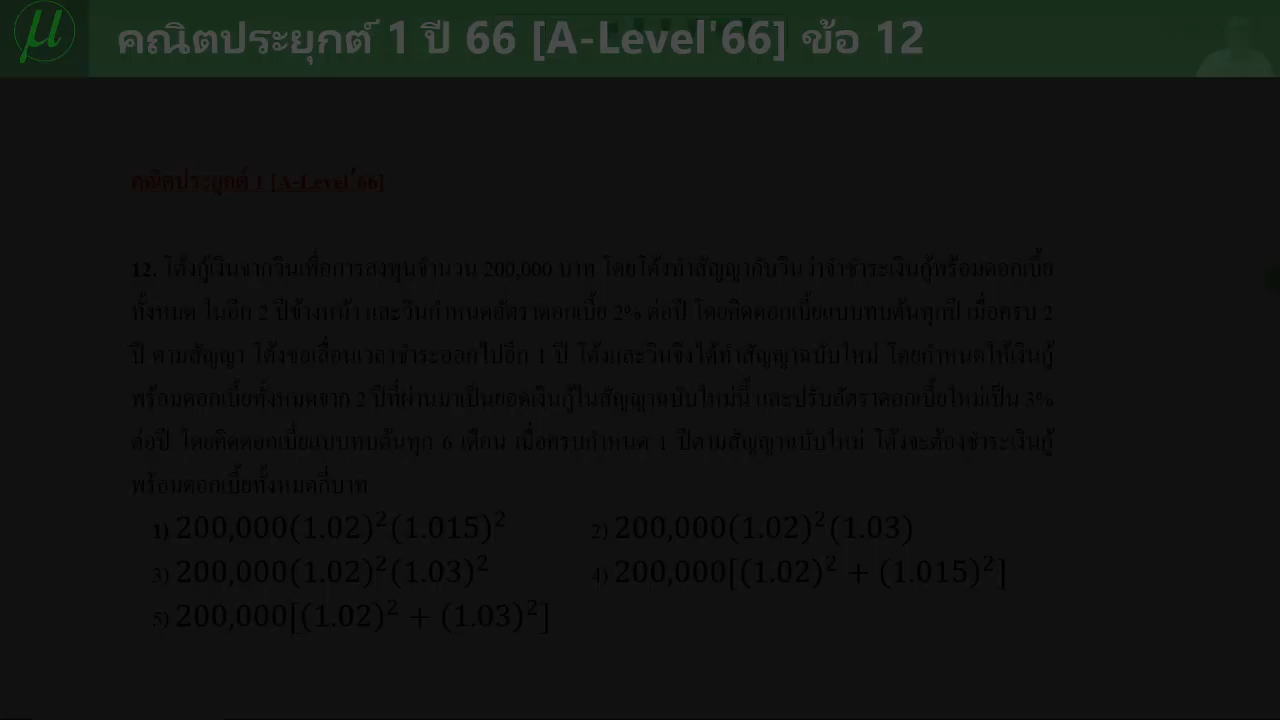 μ
คณิตประยุกต์ 1 ปี 66 [A-Level'66] ข้อ 12
คณิตประยุกต์ 1 [A-Level'66]
12. โต้งกู้เงินจากวินเพื่อการลงทุนจำนวน 200,000 บาท โดยโต้งทำสัญญากับวินว่าจำชำระเงินกู้พร้อมดอกเบี้ย
ทั้งหมด ในอีก 2 ปีข้างหน้า และวินกำหนดอัตราดอกเบี้ย 2% ต่อปี โดยคิดดอกเบี้ยแบบทบต้นทุกปี เมื่อครบ 2
ปี ตามสัญญา โต้งขอเลื่อนเวลาชำระออกไปอีก 1 ปี โต้งและวินจึงได้ทำสัญญาฉบับใหม่ โดยกำหนดให้เงินกู้
พร้อมดอกเบี้ยทั้งหมดจาก 2 ปีที่ผ่านมาเป็นยอดเงินกู้ในสัญญาฉบับใหม่นี้ และปรับอัตราดอกเบี้ยใหม่เป็น 3%
ต่อปี โดยคิดดอกเบี้ยแบบทบต้นทุก 6 เดือน เมื่อครบกำหนด 1 ปีตามสัญญาฉบับใหม่ โต้งจะต้องชำระเงินกู้
พร้อมดอกเบี้ยทั้งหมดกี่บาท
1) 200,000(1.02)²(1.015)² 2) 200,000(1.02)²(1.03)
3) 200,000(1.02)²(1.03)² 4) 200,000[(1.02)² + (1.015)²]
5) 200,000[(1.02)² + (1.03)²]